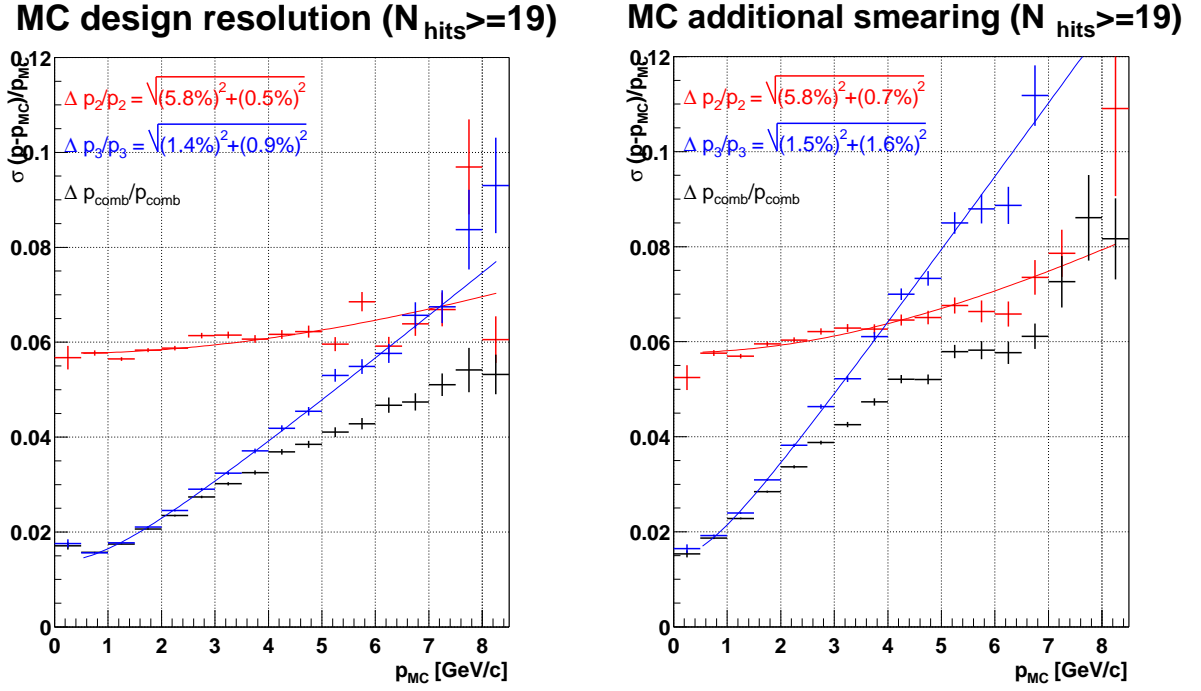 MC design resolution (N hits>=19)
σ (p-pMC)/pMC
0.12
0.1
0.08
0.06
0.04
0.02
0
Δ p2/p2 = √(5.8%)²+(0.5%)²
Δ p3/p3 = √(1.4%)²+(0.9%)²
Δ pcomb/pcomb
0 1 2 3 4 5 6 7 8
pMC [GeV/c]
MC additional smearing (N hits>=19)
σ (p-pMC)/pMC
0.12
0.1
0.08
0.06
0.04
0.02
0
Δ p2/p2 = √(5.8%)²+(0.7%)²
Δ p3/p3 = √(1.5%)²+(1.6%)²
Δ pcomb/pcomb
0 1 2 3 4 5 6 7 8
pMC [GeV/c]